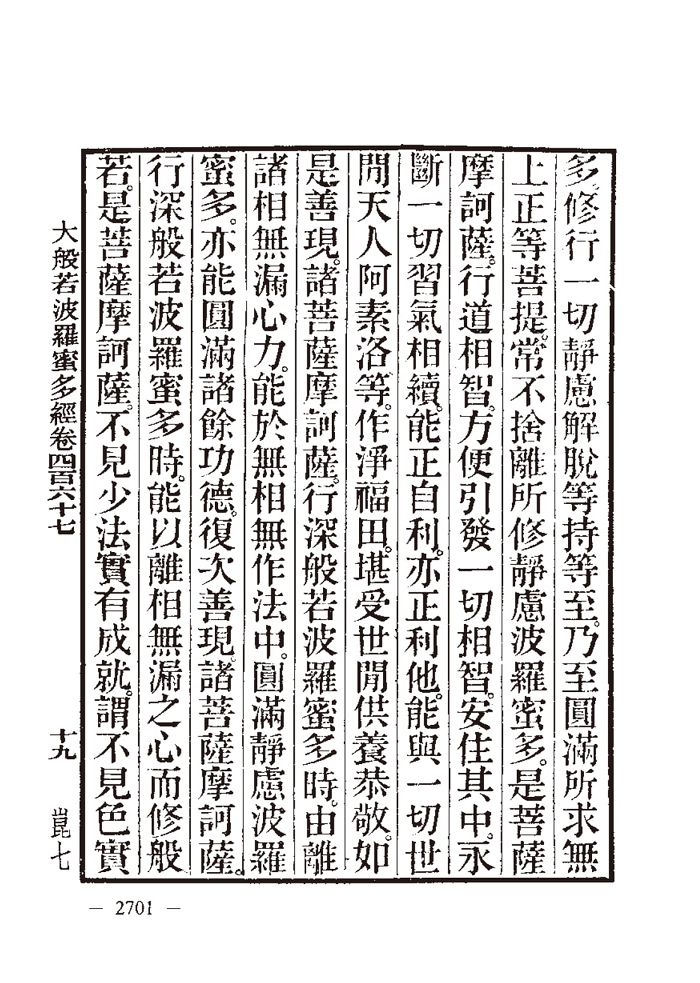 多。修行一切靜慮解脫等持等至。乃至圓滿所求無
上正等菩提。常不捨離所修靜慮波羅蜜多。是菩薩
摩訶薩。行道相智。方便引發一切相智。安住其中。永
斷一切習氣相續。能正自利。亦正利他。能與一切世
閒天人阿素洛等。作淨福田。堪受世閒供養恭敬。如
是善現。諸菩薩摩訶薩。行深般若波羅蜜多時。由離
諸相無漏心力。能於無相無作法中。圓滿靜慮波羅
蜜多。亦能圓滿諸餘功德。復次善現。諸菩薩摩訶薩。
行深般若波羅蜜多時。能以離相無漏之心而修般
若。是菩薩摩訶薩。不見少法實有成就。謂不見色實
大般若波羅蜜多經卷四百六十七 十九 崑七
— 2701 —